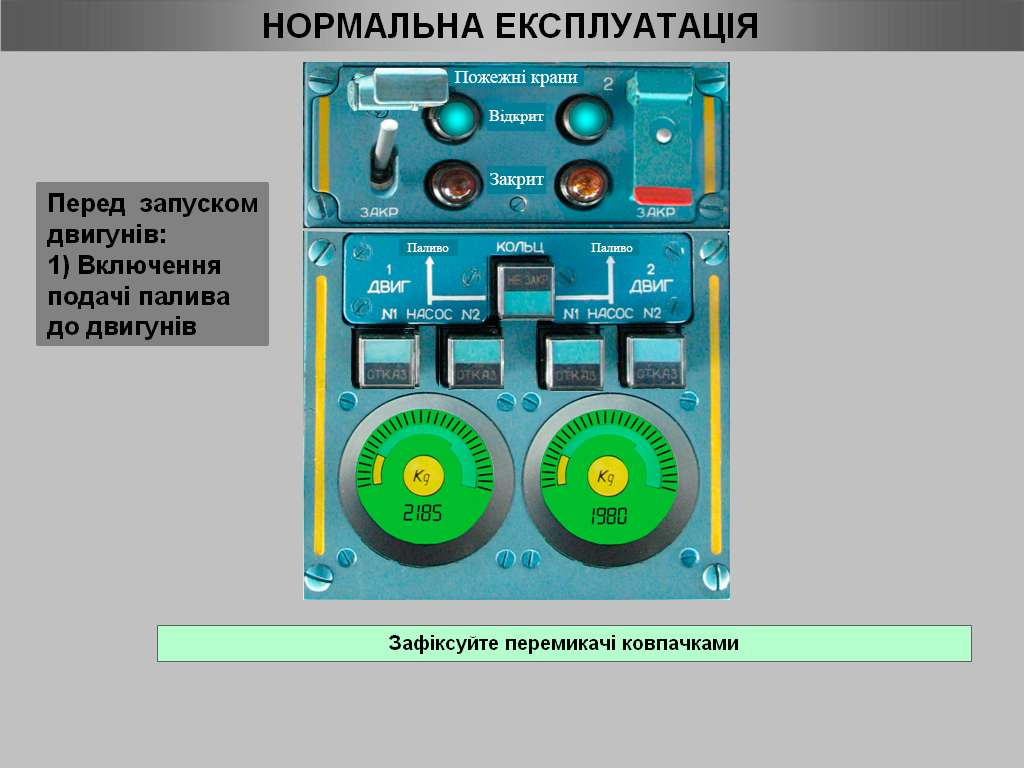 НОРМАЛЬНА ЕКСПЛУАТАЦІЯ
Перед запуском
двигунів:
1) Включення
подачі палива
до двигунів
Пожежні крани
2
Відкрит
Закрит
ЗАКР
ЗАКР
Паливо
КОЛЬЦ
Паливо
1
ДВИГ
НЕ ЗАКР
2
ДВИГ
N1 НАСОС N2
N1 НАСОС N2
ОТКАЗ
ОТКАЗ
ОТКАЗ
ОТКАЗ
Kg
2185
Kg
1980
Зафіксуйте перемикачі ковпачками